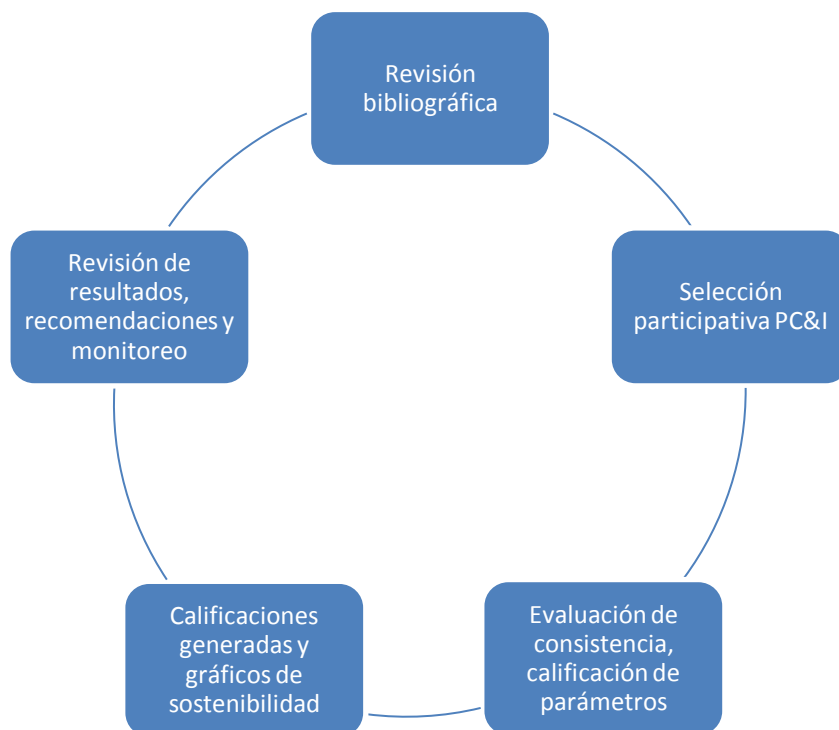 Revisión
bibliográfica
Selección
participativa PC&I
Evaluación de
consistencia,
calificación de
parámetros
Calificaciones
generadas y
gráficos de
sostenibilidad
Revisión de
resultados,
recomendaciones y
monitoreo